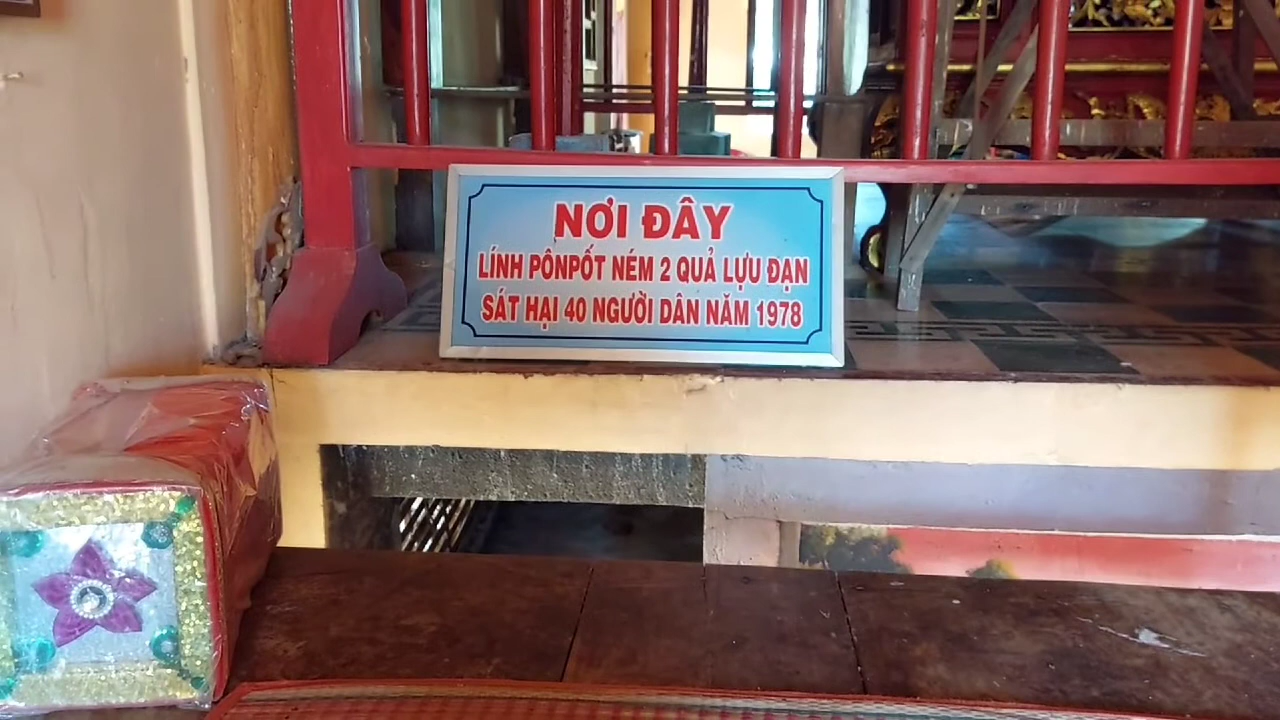 NƠI ĐÂY
LÍNH PÔNPỐT NÉM 2 QUẢ LỰU ĐẠN
SÁT HẠI 40 NGƯỜI DÂN NĂM 1978